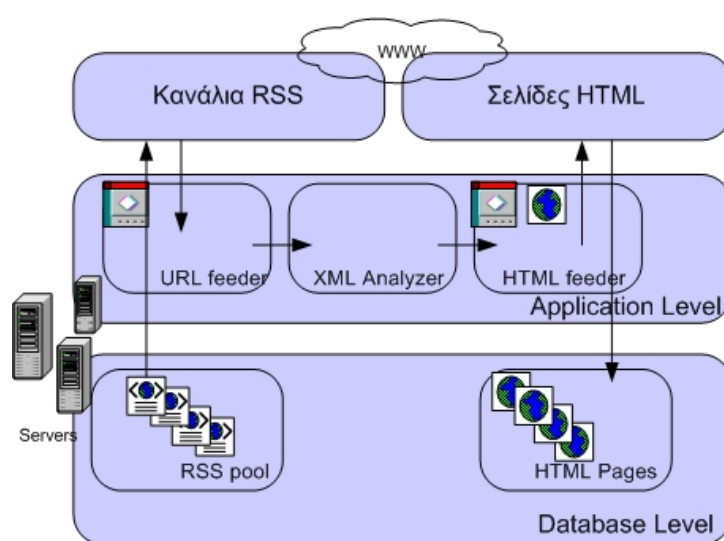 www
Κανάλια RSS
Σελίδες HTML
URL feeder
XML Analyzer
HTML feeder
Application Level
Servers
RSS pool
HTML Pages
Database Level